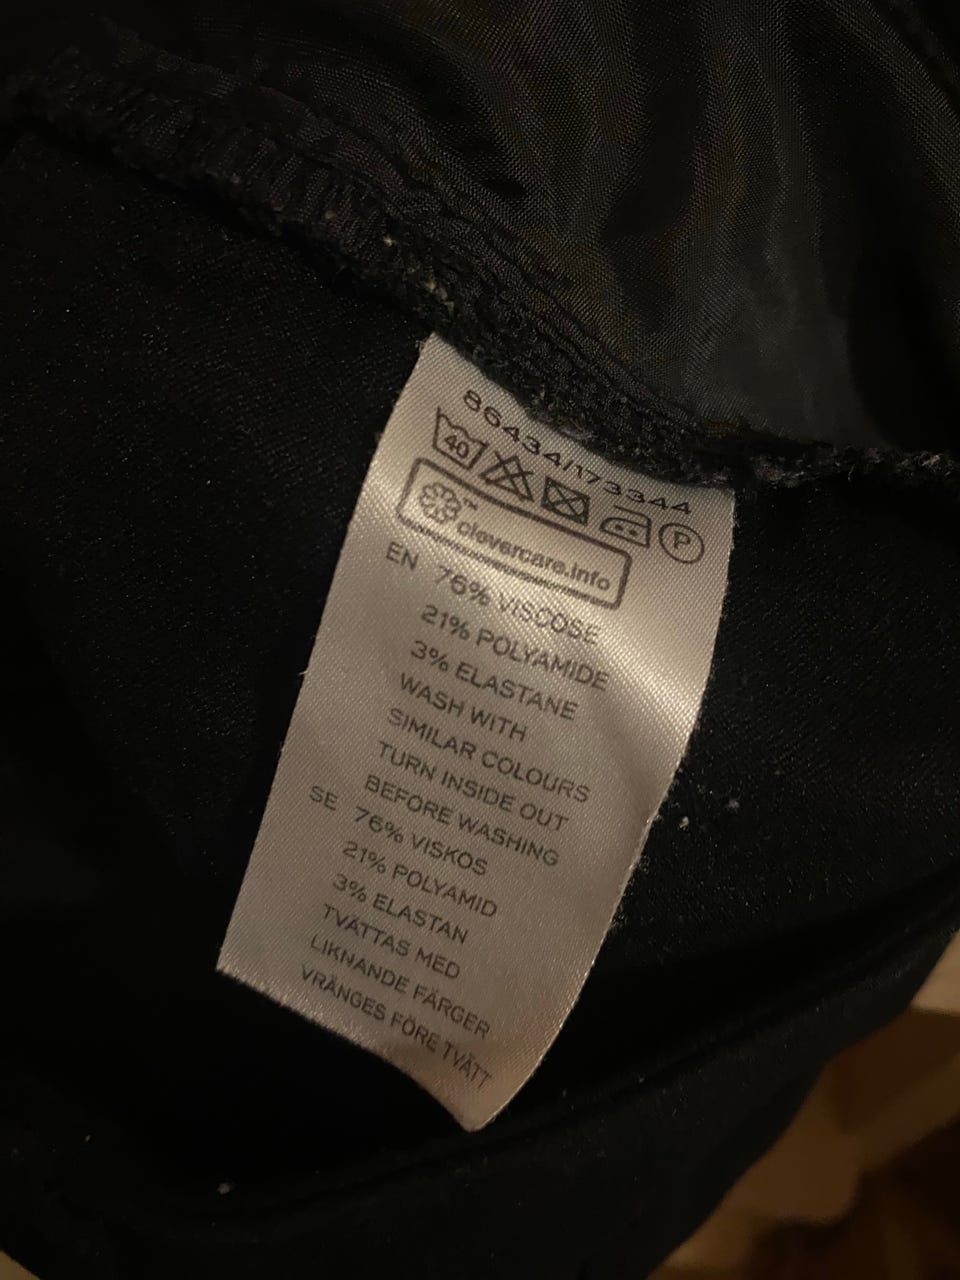 86434/173344
40 P
clevercare.info
EN 76% VISCOSE
21% POLYAMIDE
3% ELASTANE
WASH WITH
SIMILAR COLOURS
TURN INSIDE OUT
BEFORE WASHING
SE 76% VISKOS
21% POLYAMID
3% ELASTAN
TVÄTTAS MED
LIKNANDE FÄRGER
VRÄNGES FÖRE TVÄTT